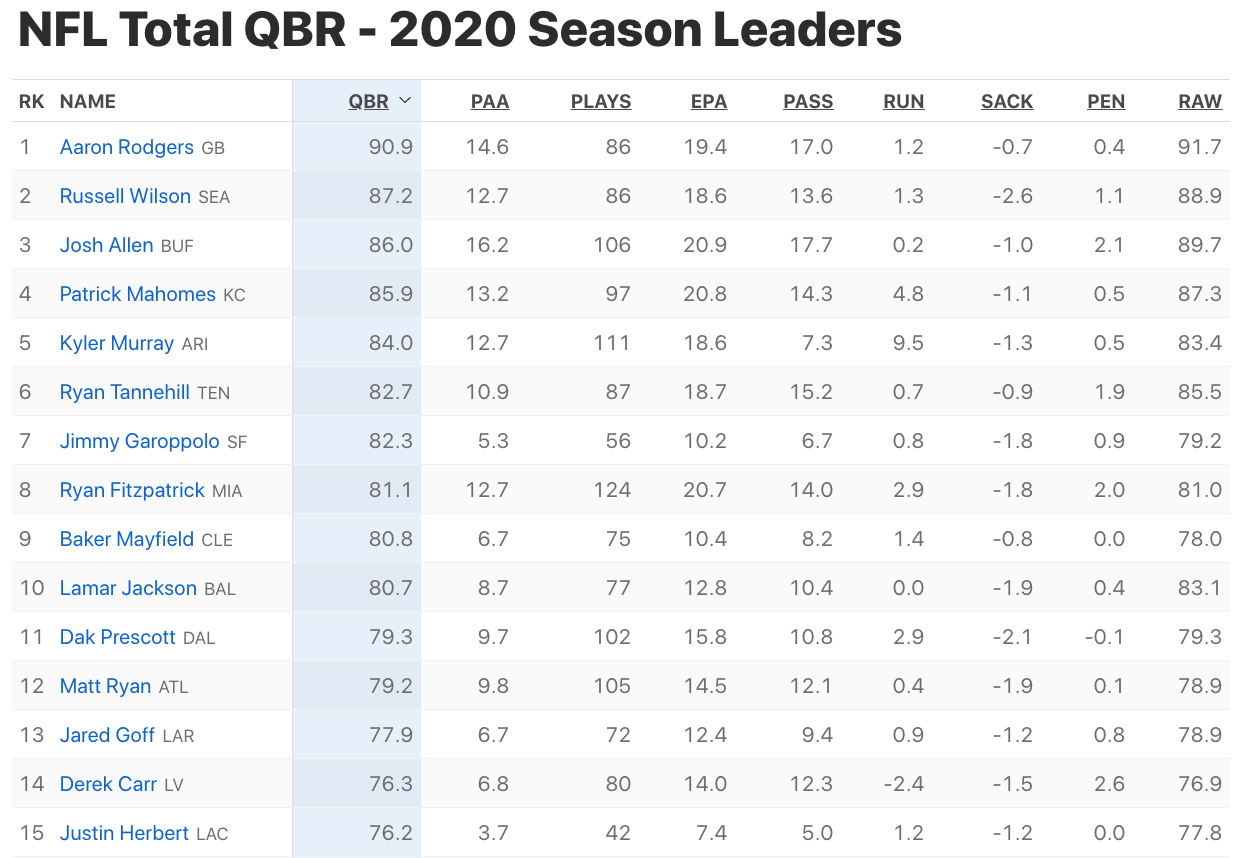 NFL Total QBR - 2020 Season Leaders
RK NAME QBR PAA PLAYS EPA PASS RUN SACK PEN RAW
1 Aaron Rodgers GB 90.9 14.6 86 19.4 17.0 1.2 -0.7 0.4 91.7
2 Russell Wilson SEA 87.2 12.7 86 18.6 13.6 1.3 -2.6 1.1 88.9
3 Josh Allen BUF 86.0 16.2 106 20.9 17.7 0.2 -1.0 2.1 89.7
4 Patrick Mahomes KC 85.9 13.2 97 20.8 14.3 4.8 -1.1 0.5 87.3
5 Kyler Murray ARI 84.0 12.7 111 18.6 7.3 9.5 -1.3 0.5 83.4
6 Ryan Tannehill TEN 82.7 10.9 87 18.7 15.2 0.7 -0.9 1.9 85.5
7 Jimmy Garoppolo SF 82.3 5.3 56 10.2 6.7 0.8 -1.8 0.9 79.2
8 Ryan Fitzpatrick MIA 81.1 12.7 124 20.7 14.0 2.9 -1.8 2.0 81.0
9 Baker Mayfield CLE 80.8 6.7 75 10.4 8.2 1.4 -0.8 0.0 78.0
10 Lamar Jackson BAL 80.7 8.7 77 12.8 10.4 0.0 -1.9 0.4 83.1
11 Dak Prescott DAL 79.3 9.7 102 15.8 10.8 2.9 -2.1 -0.1 79.3
12 Matt Ryan ATL 79.2 9.8 105 14.5 12.1 0.4 -1.9 0.1 78.9
13 Jared Goff LAR 77.9 6.7 72 12.4 9.4 0.9 -1.2 0.8 78.9
14 Derek Carr LV 76.3 6.8 80 14.0 12.3 -2.4 -1.5 2.6 76.9
15 Justin Herbert LAC 76.2 3.7 42 7.4 5.0 1.2 -1.2 0.0 77.8